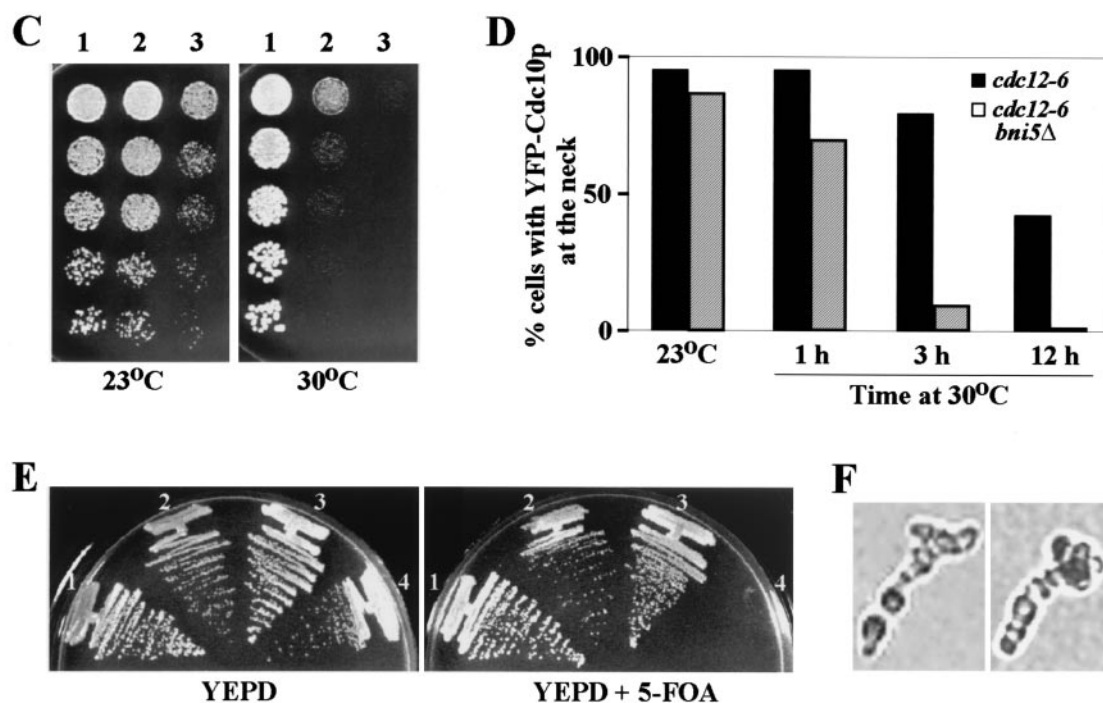 C
1 2 3
1 2 3
23°C
30°C
D
% cells with YFP-Cdc10p
at the neck
100
50
0
cdc12-6
cdc12-6
bni5Δ
23°C
1 h
3 h
12 h
Time at 30°C
E
1
2
3
4
YEPD
1
2
3
4
YEPD + 5-FOA
F